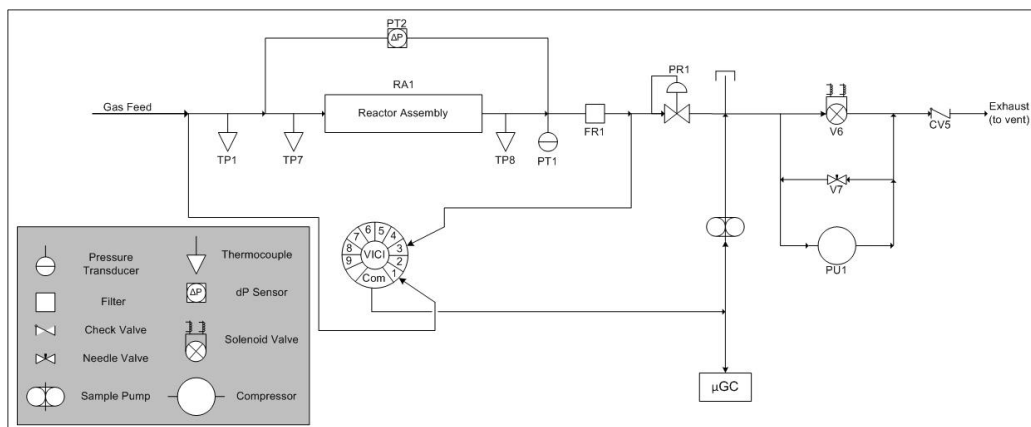 PT2
ΔP
RA1
PR1
Gas Feed
Reactor Assembly
Exhaust
(to vent)
FR1
V6
CV5
TP1
TP7
TP8
PT1
V7
PU1
6
5
7
4
8
3
VICI
9
2
Com
1
μGC
Pressure
Transducer
Thermocouple
Filter
ΔP
dP Sensor
Check Valve
Solenoid Valve
Needle Valve
Sample Pump
Compressor